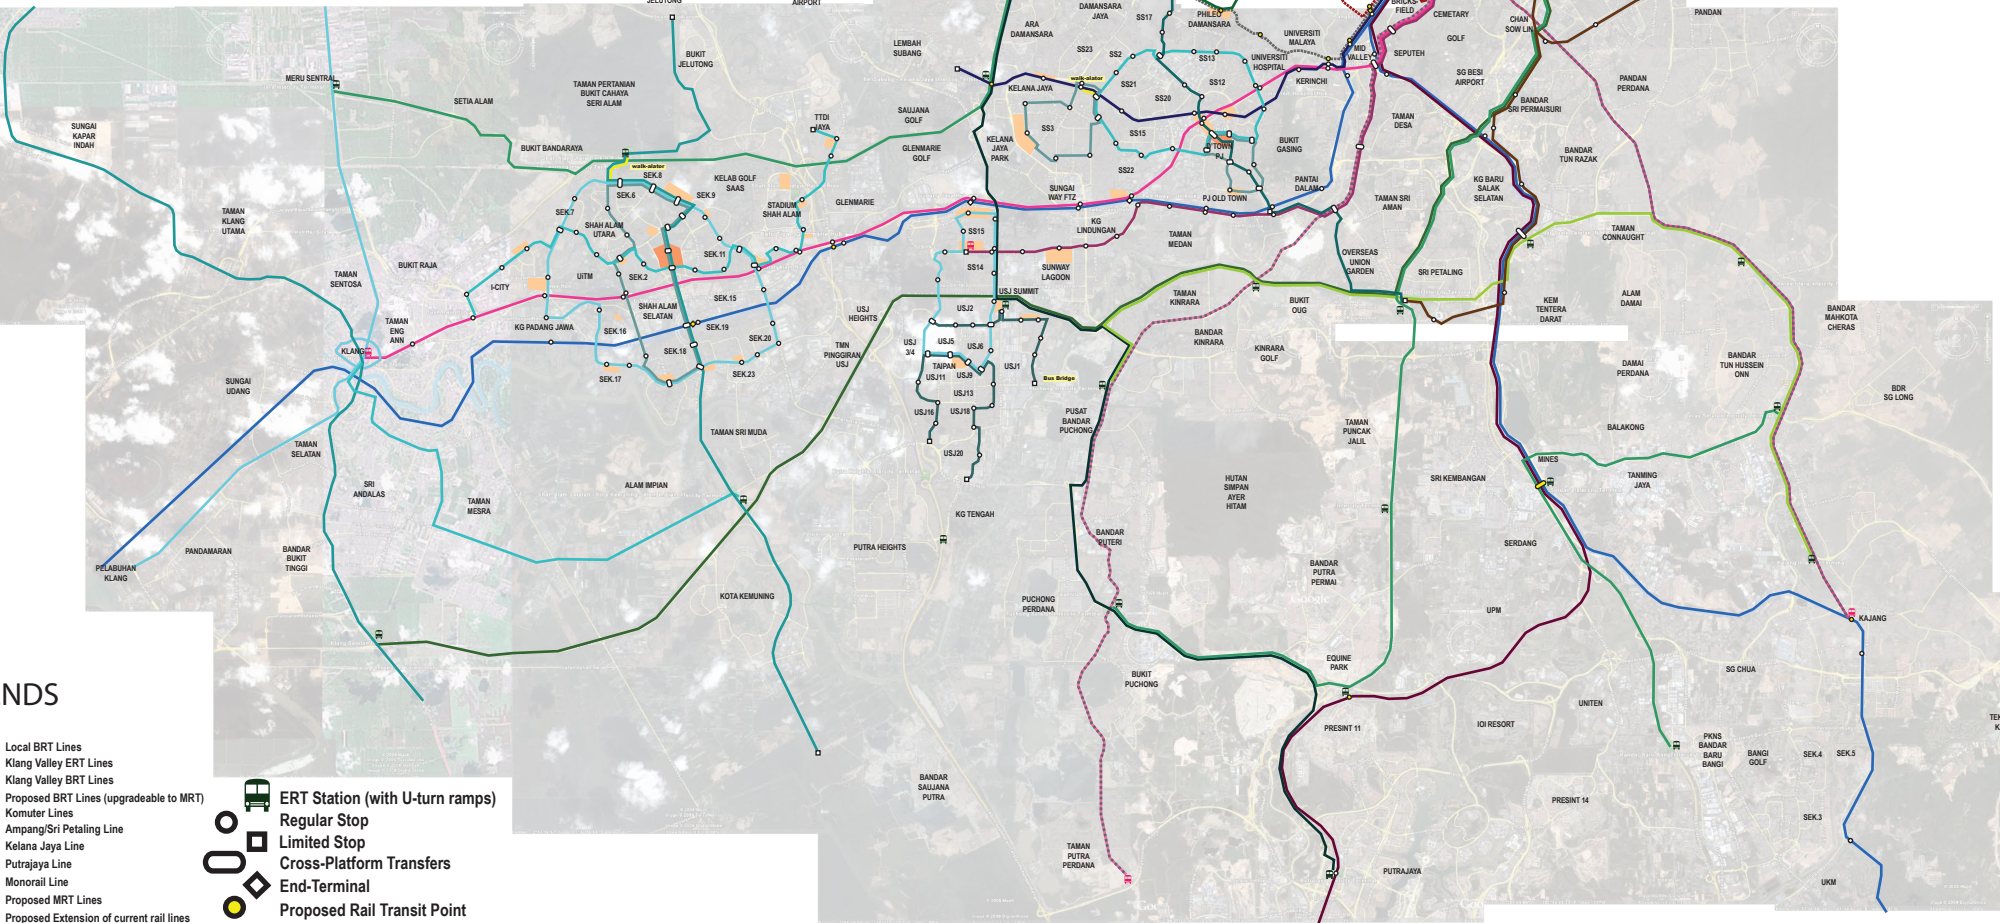 JELUTONG
AIRPORT
DAMANSARA
JAYA
SS17
PHILEO
DAMANSARA
BRICKS-
FIELD
CEMETARY
CHAN
SOW LIN
PANDAN
ARA
DAMANSARA
LEMBAH
SUBANG
BUKIT
JELUTONG
SS23
SS2
SS13
UNIVERSITI
MALAYA
UNIVERSITI
HOSPITAL
MID
VALLEY
SEPUTEH
GOLF
SG BESI
AIRPORT
PANDAN
PERDANA
MERU SENTRAL
SETIA ALAM
TAMAN PERTANIAN
BUKIT CAHAYA
SERI ALAM
walk-alator
KELANA JAYA
SS21
SS20
SS12
KERINCHI
BANDAR
SRI PERMAISURI
SUNGAI
KAPAR
INDAH
SAUJANA
GOLF
TTDI
JAYA
KELANA
JAYA
PARK
SS3
SS15
SS22
D'TOWN
PJ
BUKIT
GASING
TAMAN
DESA
BANDAR
TUN RAZAK
BUKIT BANDARAYA
GLENMARIE
GOLF
walk-alator
SEK.8
SEK.6
SEK.9
KELAB GOLF
SAAS
STADIUM
SHAH ALAM
GLENMARIE
SUNGAI
WAY FTZ
PJ OLD TOWN
PANTAI
DALAM
TAMAN SRI
AMAN
KG BARU
SALAK
SELATAN
TAMAN
KLANG
UTAMA
SEK.7
SHAH ALAM
UTARA
SS15
KG
LINDUNGAN
TAMAN
MEDAN
TAMAN
CONNAUGHT
SEK.11
OVERSEAS
UNION
GARDEN
BUKIT RAJA
TAMAN
SENTOSA
UiTM
SEK.2
SS14
SUNWAY
LAGOON
SRI PETALING
I-CITY
SEK.15
USJ SUMMIT
TAMAN
KINRARA
BUKIT
OUG
KEM
TENTERA
DARAT
ALAM
DAMAI
TAMAN
ENG
ANN
KG PADANG JAWA
SHAH ALAM
SELATAN
SEK.16
SEK.19
SEK.20
USJ
HEIGHTS
USJ2
BANDAR
KINRARA
BANDAR
MAHKOTA
CHERAS
KLANG
SEK.18
TMN
PINGGIRAN
USJ
USJ
3/4
USJ5
USJ6
TAIPAN
USJ9
USJ1
USJ11
USJ13
Bus Bridge
KINRARA
GOLF
DAMAI
PERDANA
BANDAR
TUN HUSSEIN
ONN
SUNGAI
UDANG
SEK.17
SEK.23
USJ16
USJ18
PUSAT
BANDAR
PUCHONG
BDR
SG LONG
TAMAN
SELATAN
TAMAN SRI MUDA
TAMAN
PUNCAK
JALIL
BALAKONG
USJ20
MINES
SRI
ANDALAS
TAMAN
MESRA
ALAM IMPIAN
HUTAN
SIMPAN
AYER
HITAM
SRI KEMBANGAN
TANMING
JAYA
KG TENGAH
PUTRA HEIGHTS
BANDAR
PUTERI
SERDANG
PANDAMARAN
BANDAR
BUKIT
TINGGI
PELABUHAN
KLANG
BANDAR
PUTRA
PERMAI
KOTA KEMUNING
PUCHONG
PERDANA
UPM
KAJANG
EQUINE
PARK
SG CHUA
BUKIT
PUCHONG
UNITEN
PRESINT 11
IOI RESORT
PKNS
BANDAR
BARU
BANGI
BANGI
GOLF
SEK.4
SEK.5
BANDAR
SAUJANA
PUTRA
PRESINT 14
SEK.3
TAMAN
PUTRA
PERDANA
PUTRAJAYA
UKM
NDS
Local BRT Lines
Klang Valley ERT Lines
Klang Valley BRT Lines
Proposed BRT Lines (upgradeable to MRT)
Komuter Lines
Ampang/Sri Petaling Line
Kelana Jaya Line
Putrajaya Line
Monorail Line
Proposed MRT Lines
Proposed Extension of current rail lines
ERT Station (with U-turn ramps)
Regular Stop
Limited Stop
Cross-Platform Transfers
End-Terminal
Proposed Rail Transit Point